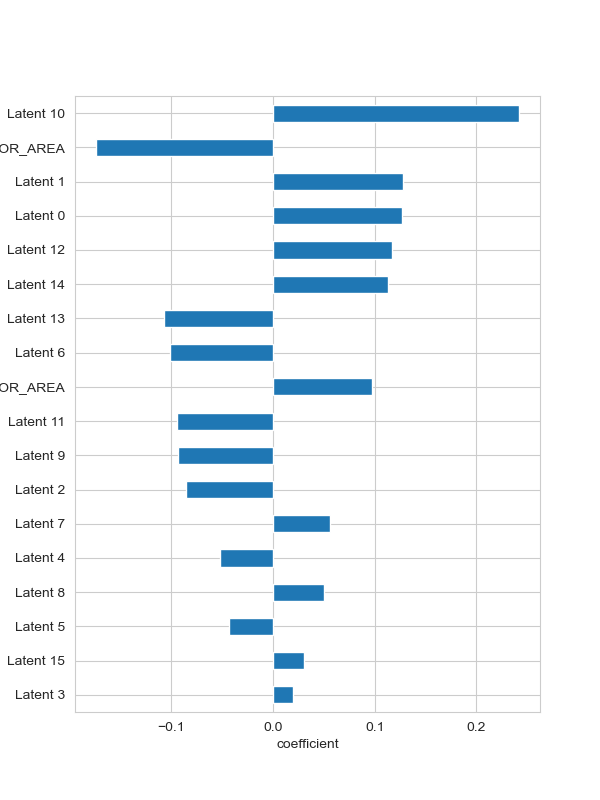 Latent 10
OR_AREA
Latent 1
Latent 0
Latent 12
Latent 14
Latent 13
Latent 6
OR_AREA
Latent 11
Latent 9
Latent 2
Latent 7
Latent 4
Latent 8
Latent 5
Latent 15
Latent 3
−0.1 0.0 0.1 0.2
coefficient